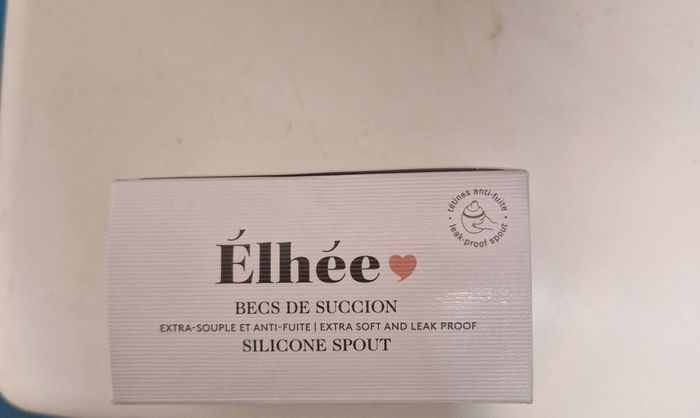 Élhée
BECS DE SUCCION
EXTRA-SOUPLE ET ANTI-FUITE | EXTRA SOFT AND LEAK PROOF
SILICONE SPOUT
tétines anti-fuite
leak-proof spout